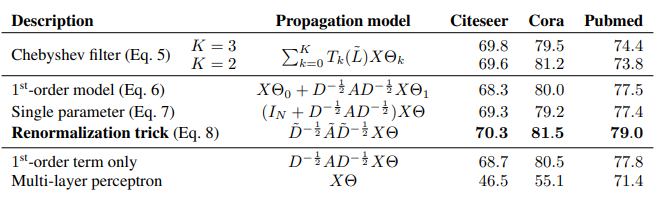 Description Propagation model Citeseer Cora Pubmed
Chebyshev filter (Eq. 5) K = 3 ∑ᴷₖ₌₀ Tₖ(L̃)XΘₖ 69.8 79.5 74.4
K = 2 69.6 81.2 73.8
1ˢᵗ-order model (Eq. 6) XΘ₀ + D^{-1/2}AD^{-1/2}XΘ₁ 68.3 80.0 77.5
Single parameter (Eq. 7) (I_N + D^{-1/2}AD^{-1/2})XΘ 69.3 79.2 77.4
Renormalization trick (Eq. 8) D̃^{-1/2}ÃD̃^{-1/2}XΘ 70.3 81.5 79.0
1ˢᵗ-order term only D^{-1/2}AD^{-1/2}XΘ 68.7 80.5 77.8
Multi-layer perceptron XΘ 46.5 55.1 71.4